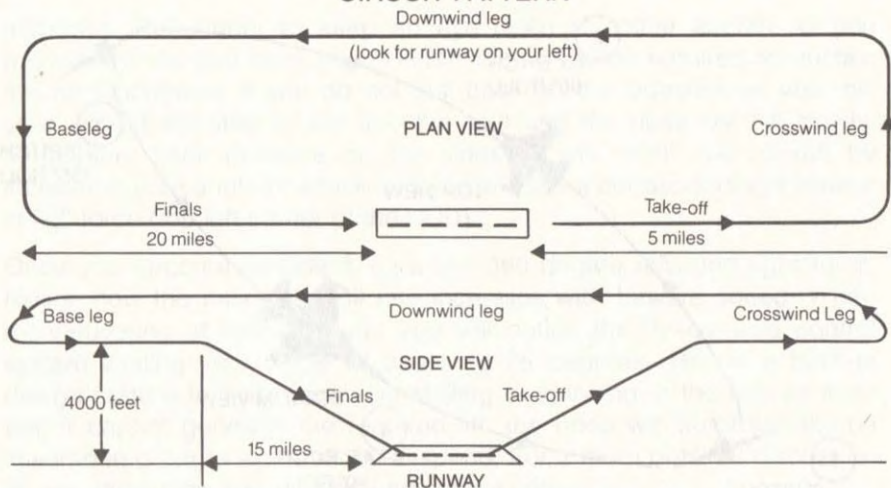 Downwind leg
(look for runway on your left)
Baseleg
PLAN VIEW
Crosswind leg
Finals
Take-off
20 miles
5 miles
Base leg
Downwind leg
Crosswind Leg
SIDE VIEW
4000 feet
Finals
Take-off
15 miles
RUNWAY